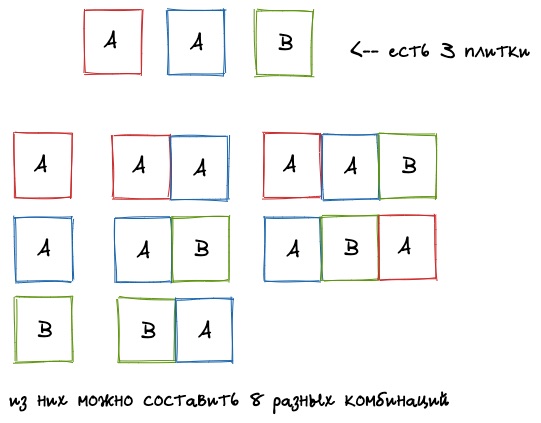 A A B <-- есть 3 плитки
A A A A A B
A A B A B A
B B A
из них можно составить 8 разных комбинаций